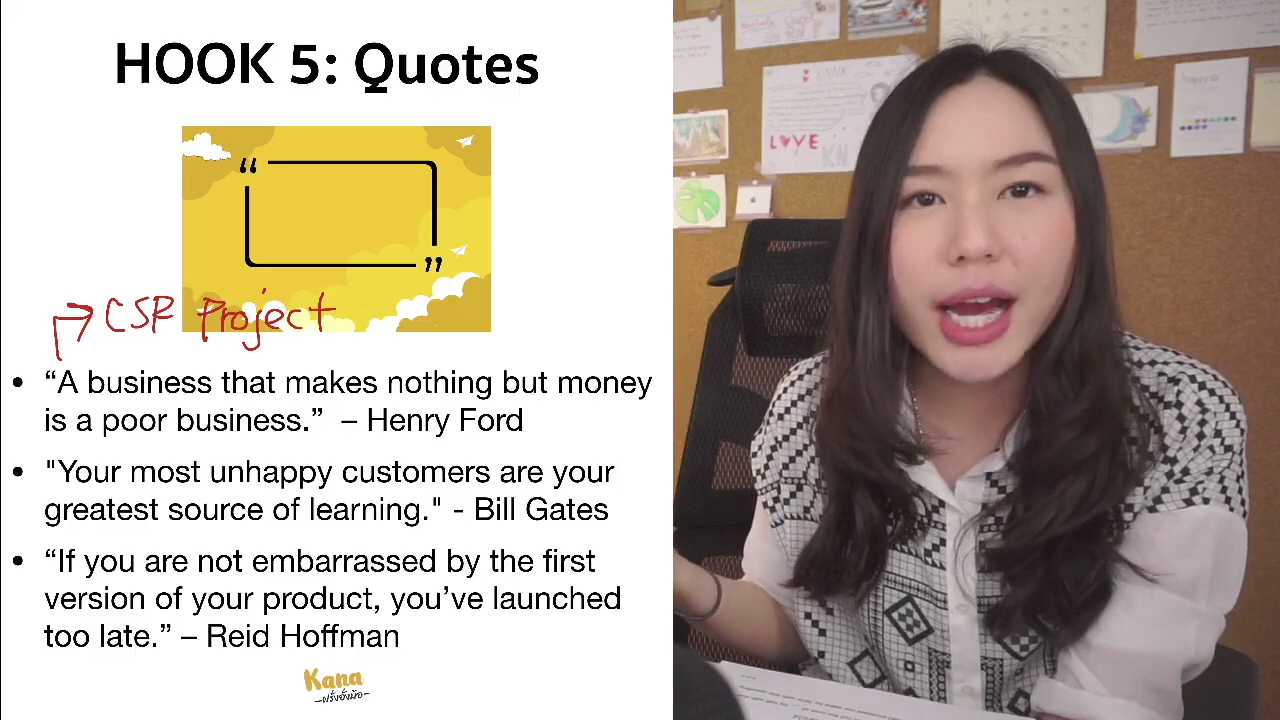 HOOK 5: Quotes
“ ”
CSR Project
• “A business that makes nothing but money
is a poor business.” – Henry Ford
• "Your most unhappy customers are your
greatest source of learning." - Bill Gates
• “If you are not embarrassed by the first
version of your product, you’ve launched
too late.” – Reid Hoffman
Kana
LOVE